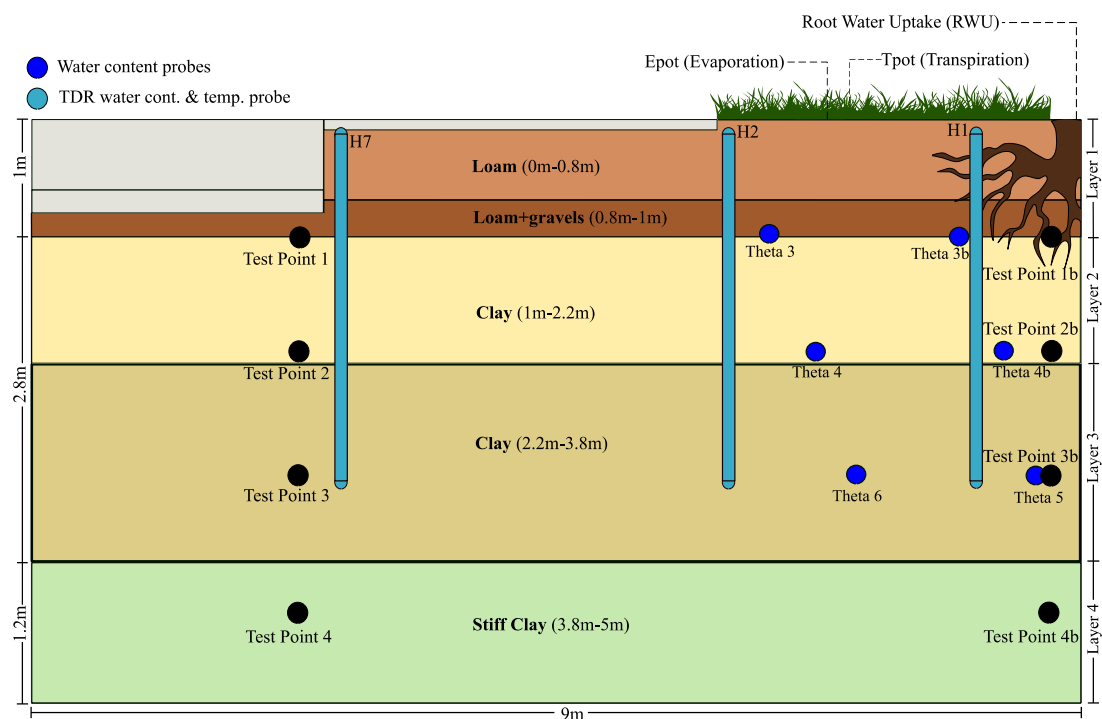 Root Water Uptake (RWU)
Water content probes
Epot (Evaporation)
Tpot (Transpiration)
TDR water cont. & temp. probe
H7
H2
H1
1m
Loam (0m-0.8m)
Layer 1
Loam+gravels (0.8m-1m)
Test Point 1
Theta 3
Theta 3b
Test Point 1b
Layer 2
Clay (1m-2.2m)
Test Point 2b
Test Point 2
Theta 4
Theta 4b
2.8m
Clay (2.2m-3.8m)
Layer 3
Test Point 3b
Test Point 3
Theta 6
Theta 5
1.2m
Stiff Clay (3.8m-5m)
Layer 4
Test Point 4
Test Point 4b
9m